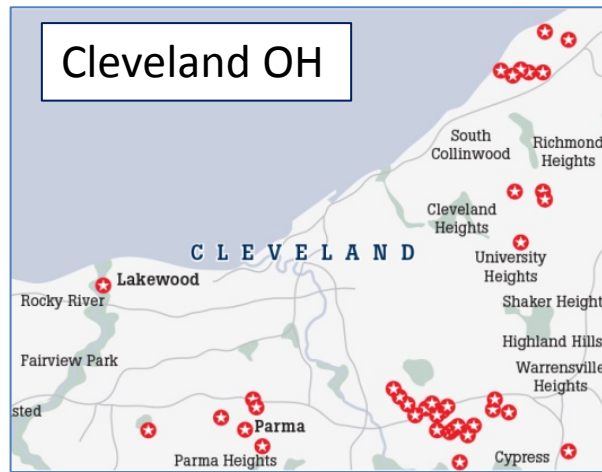 Cleveland OH
South
Collinwood
Richmond
Heights
Cleveland
Heights
CLEVELAND
University
Heights
Lakewood
Rocky River
Shaker Height
Highland Hills
Fairview Park
Warrensville
Heights
sted
Parma
Parma Heights
Cypress